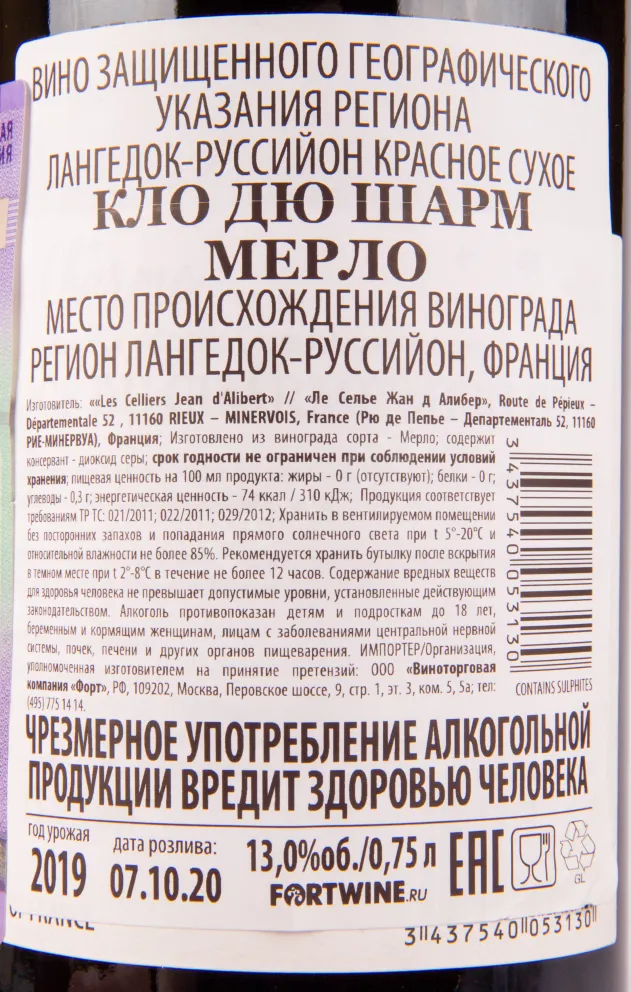 ВИНО ЗАЩИЩЕННОГО ГЕОГРАФИЧЕСКОГО
УКАЗАНИЯ РЕГИОНА
ЛАНГЕДОК-РУССИЙОН КРАСНОЕ СУХОЕ
КЛО ДЮ ШАРМ
МЕРЛО
МЕСТО ПРОИСХОЖДЕНИЯ ВИНОГРАДА
РЕГИОН ЛАНГЕДОК-РУССИЙОН, ФРАНЦИЯ
Изготовитель: ««Les Celliers Jean d'Alibert» // «Ле Селье Жан д Алибер», Route de Pépieux –
Départementale 52 , 11160 RIEUX – MINERVOIS, France (Рю де Пепье – Департементаль 52, 11160
РИЕ-МИНЕРВУА), Франция; Изготовлено из винограда сорта - Мерло; содержит
консервант - диоксид серы; срок годности не ограничен при соблюдении условий
хранения; пищевая ценность на 100 мл продукта: жиры - 0 г (отсутствуют); белки - 0 г;
углеводы - 0,3 г; энергетическая ценность - 74 ккал / 310 кДж; Продукция соответствует
требованиям ТР ТС: 021/2011; 022/2011; 029/2012; Хранить в вентилируемом помещении
без посторонних запахов и попадания прямого солнечного света при t 5°-20°С и
относительной влажности не более 85%. Рекомендуется хранить бутылку после вскрытия
в темном месте при t 2°-8°С в течение не более 12 часов. Содержание вредных веществ
для здоровья человека не превышает допустимые уровни, установленные действующим
законодательством. Алкоголь противопоказан детям и подросткам до 18 лет,
беременным и кормящим женщинам, лицам с заболеваниями центральной нервной
системы, почек, печени и других органов пищеварения. ИМПОРТЕР/Организация,
уполномоченная изготовителем на принятие претензий: ООО «Виноторговая
компания «Форт», РФ, 109202, Москва, Перовское шоссе, 9, стр. 1, эт. 3, ком. 5, 5а; тел:
(495) 775 14 14.
3 437540 053130
CONTAINS SULPHITES
ЧРЕЗМЕРНОЕ УПОТРЕБЛЕНИЕ АЛКОГОЛЬНОЙ
ПРОДУКЦИИ ВРЕДИТ ЗДОРОВЬЮ ЧЕЛОВЕКА
год урожая
2019
дата розлива:
07.10.20
13,0%об./0,75 л
FORTWINE.RU
EAC
GL
FRANCE
3 437540 053130